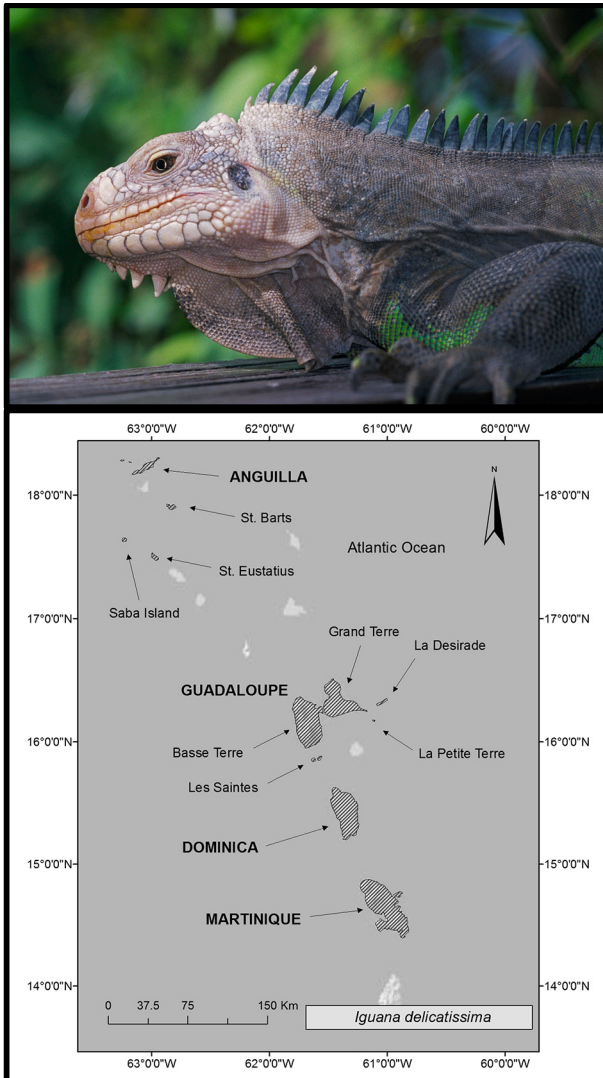 63°0'0"W 62°0'0"W 61°0'0"W 60°0'0"W
N
18°0'0"N 18°0'0"N
ANGUILLA
St. Barts
Atlantic Ocean
St. Eustatius
Saba Island
17°0'0"N 17°0'0"N
Grand Terre
La Desirade
GUADALOUPE
16°0'0"N 16°0'0"N
Basse Terre
La Petite Terre
Les Saintes
DOMINICA
15°0'0"N 15°0'0"N
MARTINIQUE
14°0'0"N 14°0'0"N
0 37.5 75 150 Km
Iguana delicatissima
63°0'0"W 62°0'0"W 61°0'0"W 60°0'0"W